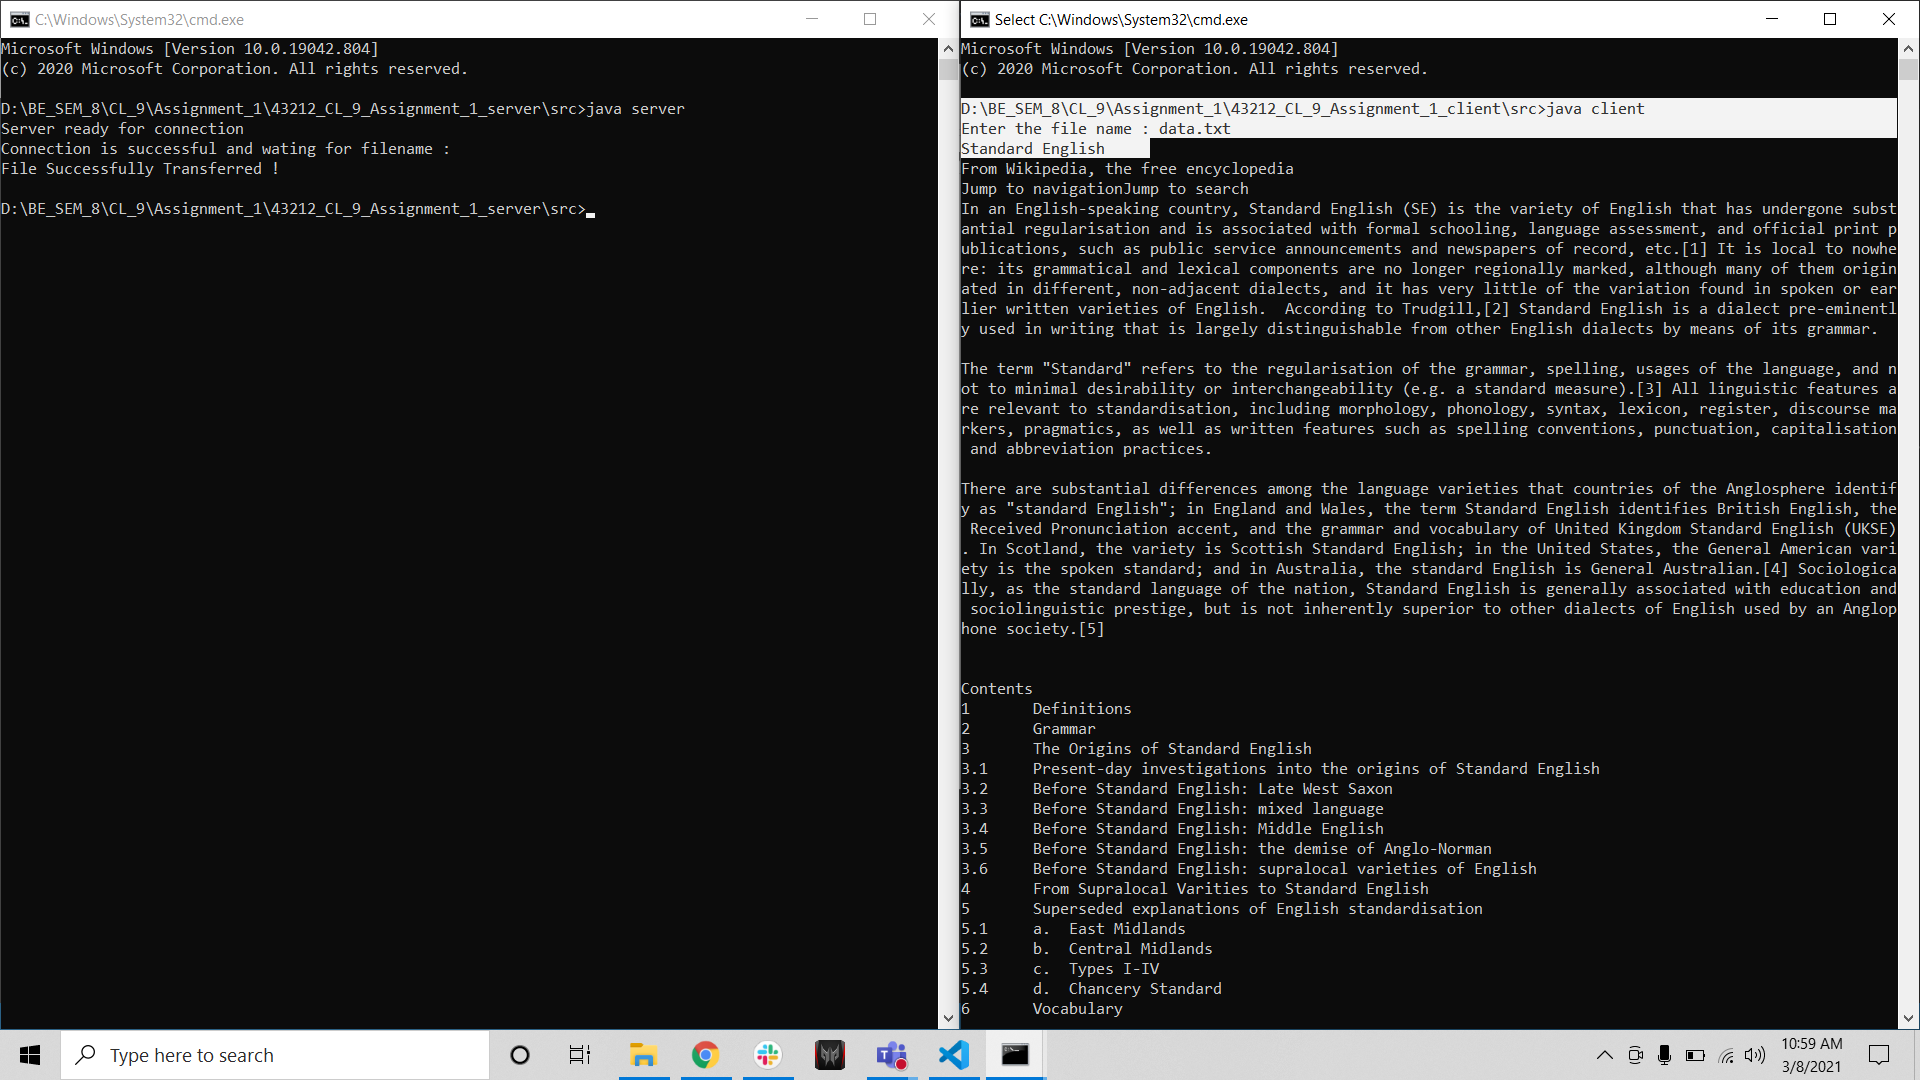 C:\Windows\System32\cmd.exe
Microsoft Windows [Version 10.0.19042.804]
(c) 2020 Microsoft Corporation. All rights reserved.
D:\BE_SEM_8\CL_9\Assignment_1\43212_CL_9_Assignment_1_server\src>java server
Server ready for connection
Connection is successful and wating for filename :
File Successfully Transferred !
D:\BE_SEM_8\CL_9\Assignment_1\43212_CL_9_Assignment_1_server\src>
Select C:\Windows\System32\cmd.exe
Microsoft Windows [Version 10.0.19042.804]
(c) 2020 Microsoft Corporation. All rights reserved.
D:\BE_SEM_8\CL_9\Assignment_1\43212_CL_9_Assignment_1_client\src>java client
Enter the file name : data.txt
Standard English
From Wikipedia, the free encyclopedia
Jump to navigationJump to search
In an English-speaking country, Standard English (SE) is the variety of English that has undergone subst
antial regularisation and is associated with formal schooling, language assessment, and official print p
ublications, such as public service announcements and newspapers of record, etc.[1] It is local to nowhe
re: its grammatical and lexical components are no longer regionally marked, although many of them origin
ated in different, non-adjacent dialects, and it has very little of the variation found in spoken or ear
lier written varieties of English.  According to Trudgill,[2] Standard English is a dialect pre-eminentl
y used in writing that is largely distinguishable from other English dialects by means of its grammar.
The term "Standard" refers to the regularisation of the grammar, spelling, usages of the language, and n
ot to minimal desirability or interchangeability (e.g. a standard measure).[3] All linguistic features a
re relevant to standardisation, including morphology, phonology, syntax, lexicon, register, discourse ma
rkers, pragmatics, as well as written features such as spelling conventions, punctuation, capitalisation
 and abbreviation practices.
There are substantial differences among the language varieties that countries of the Anglosphere identif
y as "standard English"; in England and Wales, the term Standard English identifies British English, the
 Received Pronunciation accent, and the grammar and vocabulary of United Kingdom Standard English (UKSE)
. In Scotland, the variety is Scottish Standard English; in the United States, the General American vari
ety is the spoken standard; and in Australia, the standard English is General Australian.[4] Sociologica
lly, as the standard language of the nation, Standard English is generally associated with education and
 sociolinguistic prestige, but is not inherently superior to other dialects of English used by an Anglop
hone society.[5]
Contents
1 Definitions
2 Grammar
3 The Origins of Standard English
3.1 Present-day investigations into the origins of Standard English
3.2 Before Standard English: Late West Saxon
3.3 Before Standard English: mixed language
3.4 Before Standard English: Middle English
3.5 Before Standard English: the demise of Anglo-Norman
3.6 Before Standard English: supralocal varieties of English
4 From Supralocal Varities to Standard English
5 Superseded explanations of English standardisation
5.1 a. East Midlands
5.2 b. Central Midlands
5.3 c. Types I-IV
5.4 d. Chancery Standard
6 Vocabulary
Type here to search
10:59 AM
3/8/2021